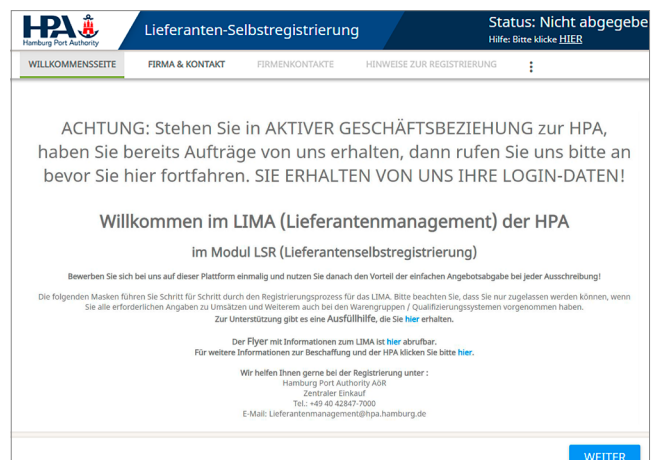 HPA
Hamburg Port Authority
Lieferanten-Selbstregistrierung
Status: Nicht abgegebe
Hilfe: Bitte klicke HIER
WILLKOMMENSSEITE FIRMA & KONTAKT FIRMENKONTAKTE HINWEISE ZUR REGISTRIERUNG
ACHTUNG: Stehen Sie in AKTIVER GESCHÄFTSBEZIEHUNG zur HPA,
haben Sie bereits Aufträge von uns erhalten, dann rufen Sie uns bitte an
bevor Sie hier fortfahren. SIE ERHALTEN VON UNS IHRE LOGIN-DATEN!
Willkommen im LIMA (Lieferantenmanagement) der HPA
im Modul LSR (Lieferantenselbstregistrierung)
Bewerben Sie sich bei uns auf dieser Plattform einmalig und nutzen Sie danach den Vorteil der einfachen Angebotsabgabe bei jeder Ausschreibung!
Die folgenden Masken führen Sie Schritt für Schritt durch den Registrierungsprozess für das LIMA. Bitte beachten Sie, dass Sie nur zugelassen werden können, wenn
Sie alle erforderlichen Angaben zu Umsätzen und Weiterem auch bei den Warengruppen / Qualifizierungssystemen vorgenommen haben.
Zur Unterstützung gibt es eine Ausfüllhilfe, die Sie hier erhalten.
Der Flyer mit Informationen zum LIMA ist hier abrufbar.
Für weitere Informationen zur Beschaffung und der HPA klicken Sie bitte hier.
Wir helfen Ihnen gerne bei der Registrierung unter :
Hamburg Port Authority AöR
Zentraler Einkauf
Tel.: +49 40 42847-7000
E-Mail: Lieferantenmanagement@hpa.hamburg.de
WEITER